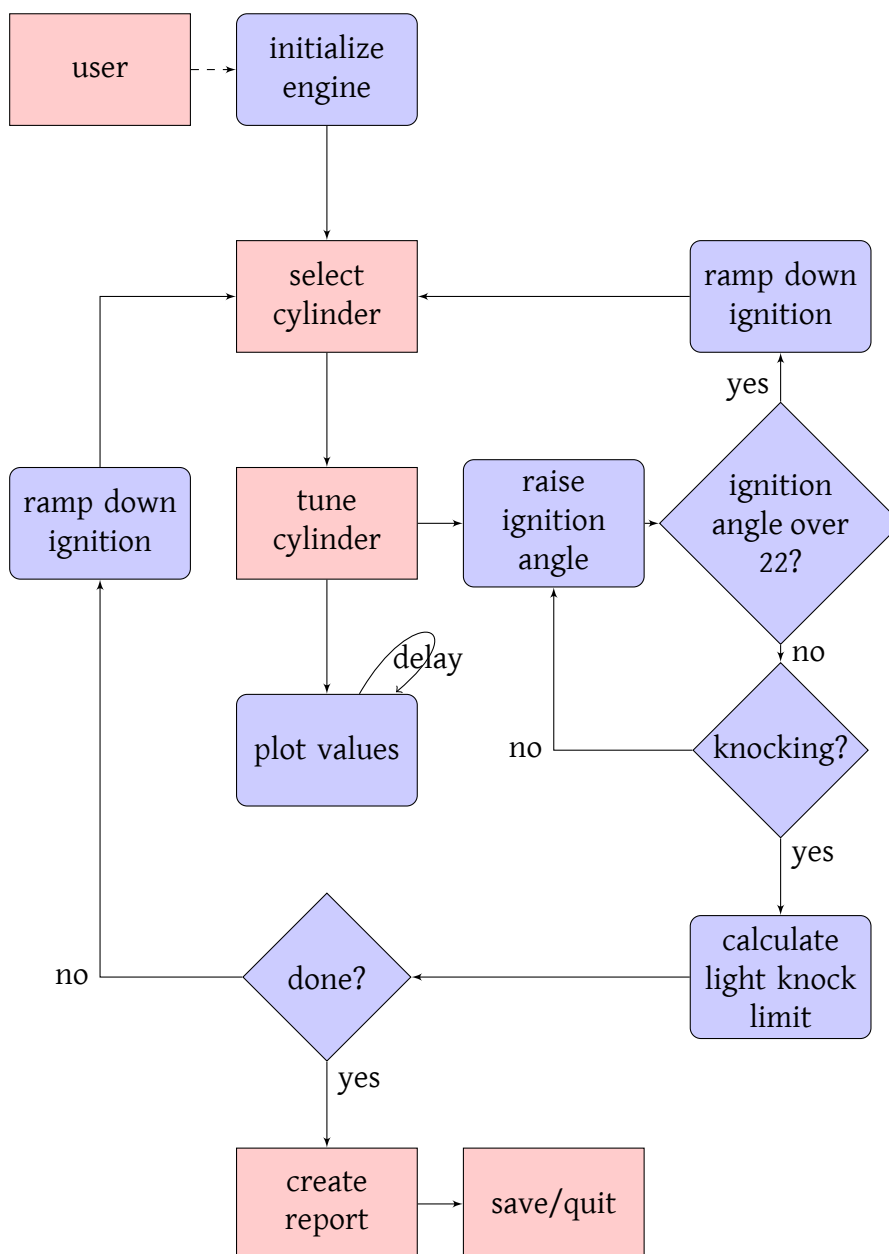 user
initialize
engine
select
cylinder
ramp down
ignition
yes
ramp down
ignition
tune
cylinder
raise
ignition
angle
ignition
angle over
22?
delay
no
plot values
no
knocking?
yes
calculate
light knock
limit
no
done?
yes
create
report
save/quit